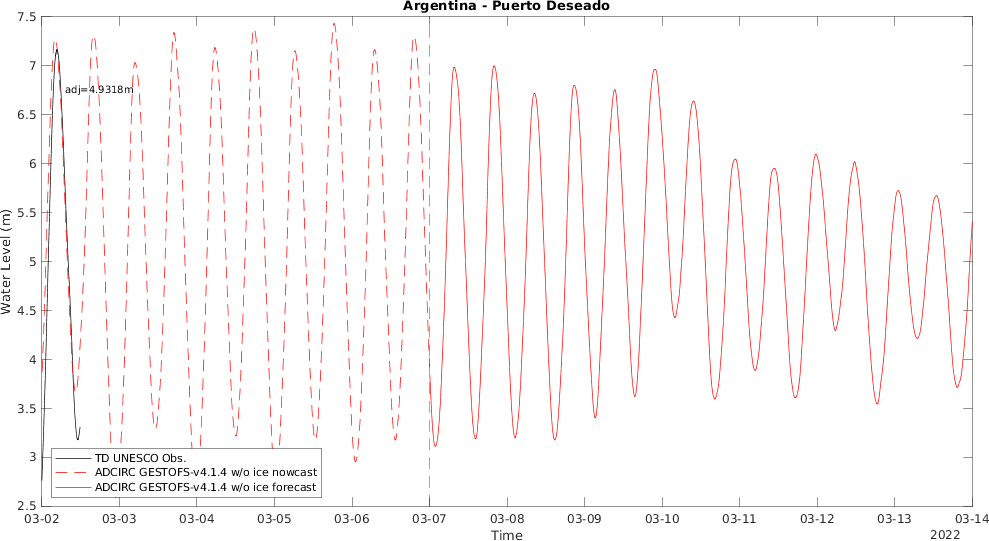 Argentina - Puerto Deseado
Water Level (m)
7.5
7
6.5
6
5.5
5
4.5
4
3.5
3
2.5
adj=4.9318m
TD UNESCO Obs.
ADCIRC GESTOFS-v4.1.4 w/o ice nowcast
ADCIRC GESTOFS-v4.1.4 w/o ice forecast
03-02 03-03 03-04 03-05 03-06 03-07 03-08 03-09 03-10 03-11 03-12 03-13 03-14
Time
2022